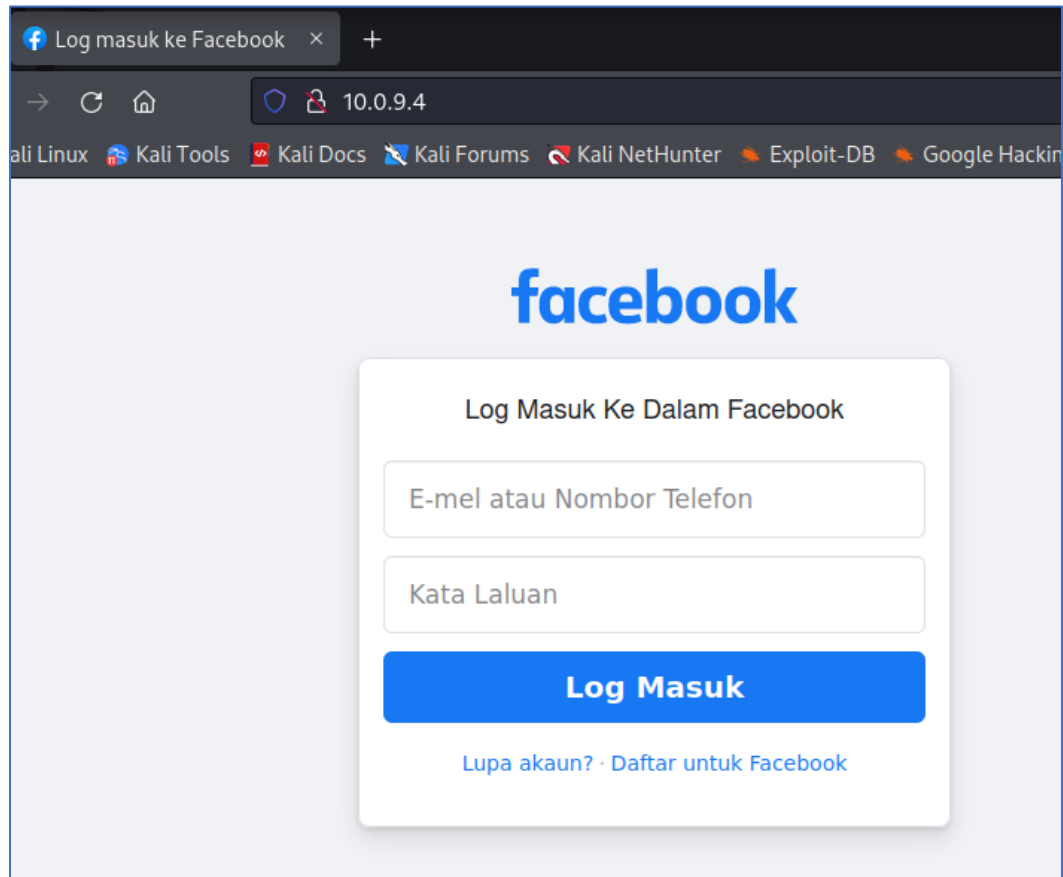 Log masuk ke Facebook
10.0.9.4
ali Linux Kali Tools Kali Docs Kali Forums Kali NetHunter Exploit-DB Google Hackin
facebook
Log Masuk Ke Dalam Facebook
E-mel atau Nombor Telefon
Kata Laluan
Log Masuk
Lupa akaun? · Daftar untuk Facebook